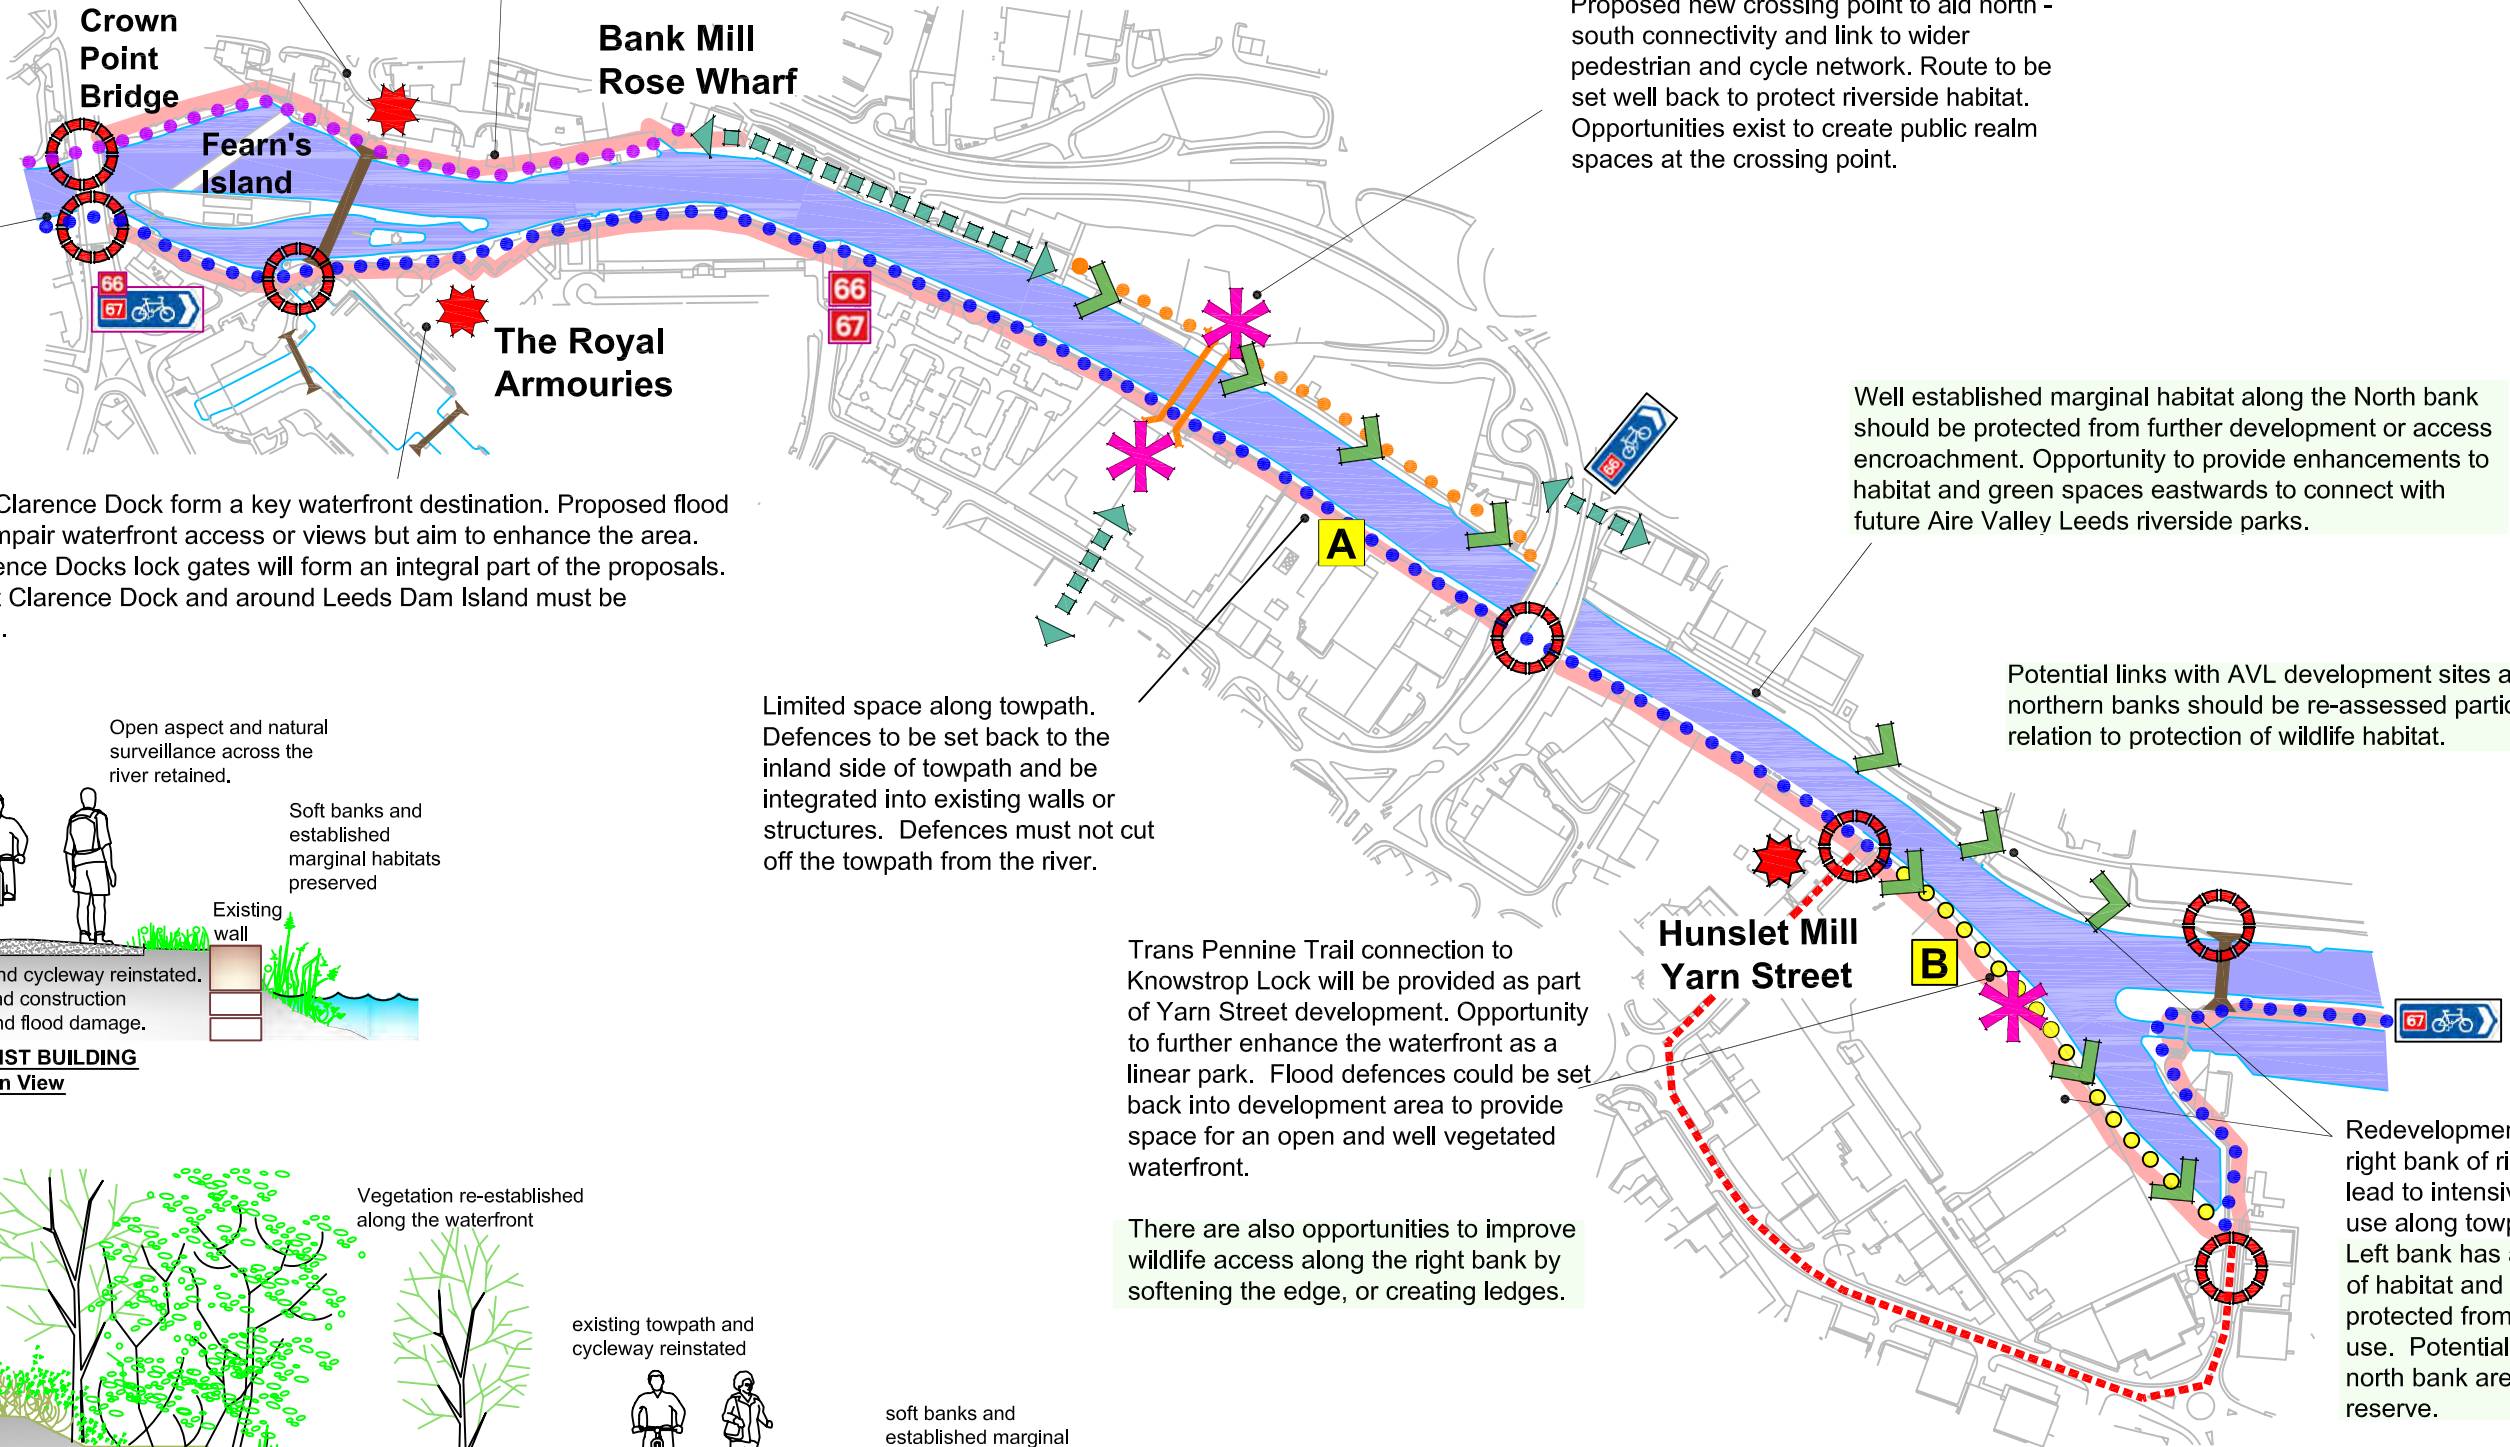 Crown
Point
Bridge
Fearn's
Island
Bank Mill
Rose Wharf
Proposed new crossing point to aid north -
south connectivity and link to wider
pedestrian and cycle network. Route to be
set well back to protect riverside habitat.
Opportunities exist to create public realm
spaces at the crossing point.
66
67
The Royal
Armouries
66
67
66
Well established marginal habitat along the North bank
should be protected from further development or access
encroachment. Opportunity to provide enhancements to
habitat and green spaces eastwards to connect with
future Aire Valley Leeds riverside parks.
Clarence Dock form a key waterfront destination. Proposed flood
mpair waterfront access or views but aim to enhance the area.
ence Docks lock gates will form an integral part of the proposals.
t Clarence Dock and around Leeds Dam Island must be
.
A
Potential links with AVL development sites a
northern banks should be re-assessed partic
relation to protection of wildlife habitat.
Limited space along towpath.
Defences to be set back to the
inland side of towpath and be
integrated into existing walls or
structures. Defences must not cut
off the towpath from the river.
Open aspect and natural
surveillance across the
river retained.
Soft banks and
established
marginal habitats
preserved
Existing
wall
nd cycleway reinstated.
nd construction
nd flood damage.
IST BUILDING
n View
Hunslet Mill
Yarn Street
B
67
Trans Pennine Trail connection to
Knowstrop Lock will be provided as part
of Yarn Street development. Opportunity
to further enhance the waterfront as a
linear park. Flood defences could be set
back into development area to provide
space for an open and well vegetated
waterfront.
There are also opportunities to improve
wildlife access along the right bank by
softening the edge, or creating ledges.
Redevelopme
right bank of ri
lead to intensiv
use along towp
Left bank has a
of habitat and
protected from
use. Potential
north bank are
reserve.
Vegetation re-established
along the waterfront
existing towpath and
cycleway reinstated
soft banks and
established marginal